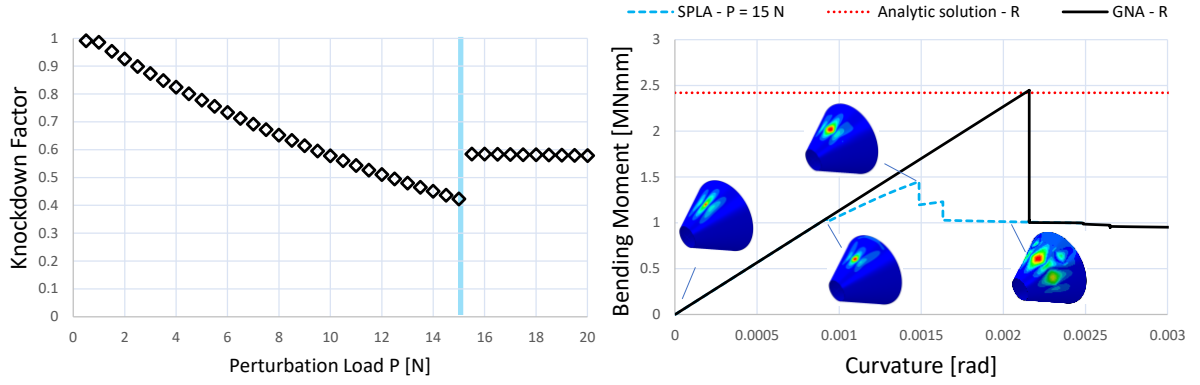 Knockdown Factor
1
0.9
0.8
0.7
0.6
0.5
0.4
0.3
0.2
0.1
0
0 2 4 6 8 10 12 14 16 18 20
Perturbation Load P [N]
SPLA - P = 15 N Analytic solution - R GNA - R
Bending Moment [MNmm]
3
2.5
2
1.5
1
0.5
0
0 0.0005 0.001 0.0015 0.002 0.0025 0.003
Curvature [rad]